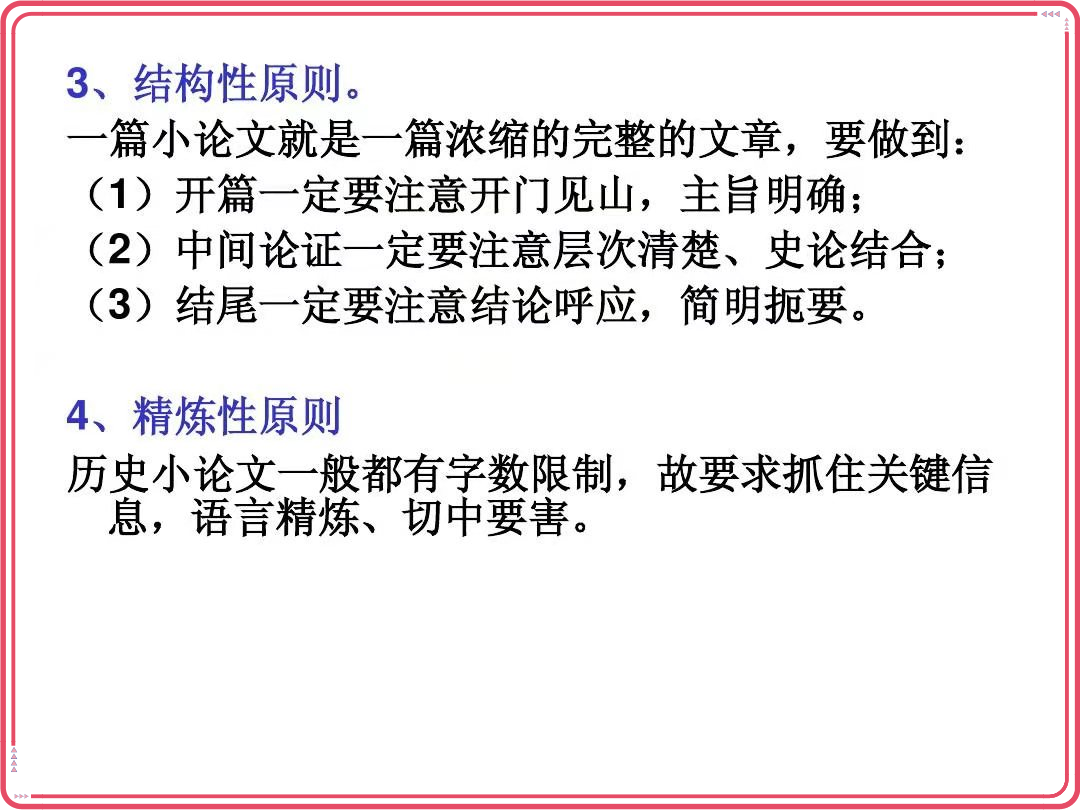 3、结构性原则。
一篇小论文就是一篇浓缩的完整的文章，要做到：
（1）开篇一定要注意开门见山，主旨明确；
（2）中间论证一定要注意层次清楚、史论结合；
（3）结尾一定要注意结论呼应，简明扼要。
4、精炼性原则
历史小论文一般都有字数限制，故要求抓住关键信
息，语言精炼、切中要害。